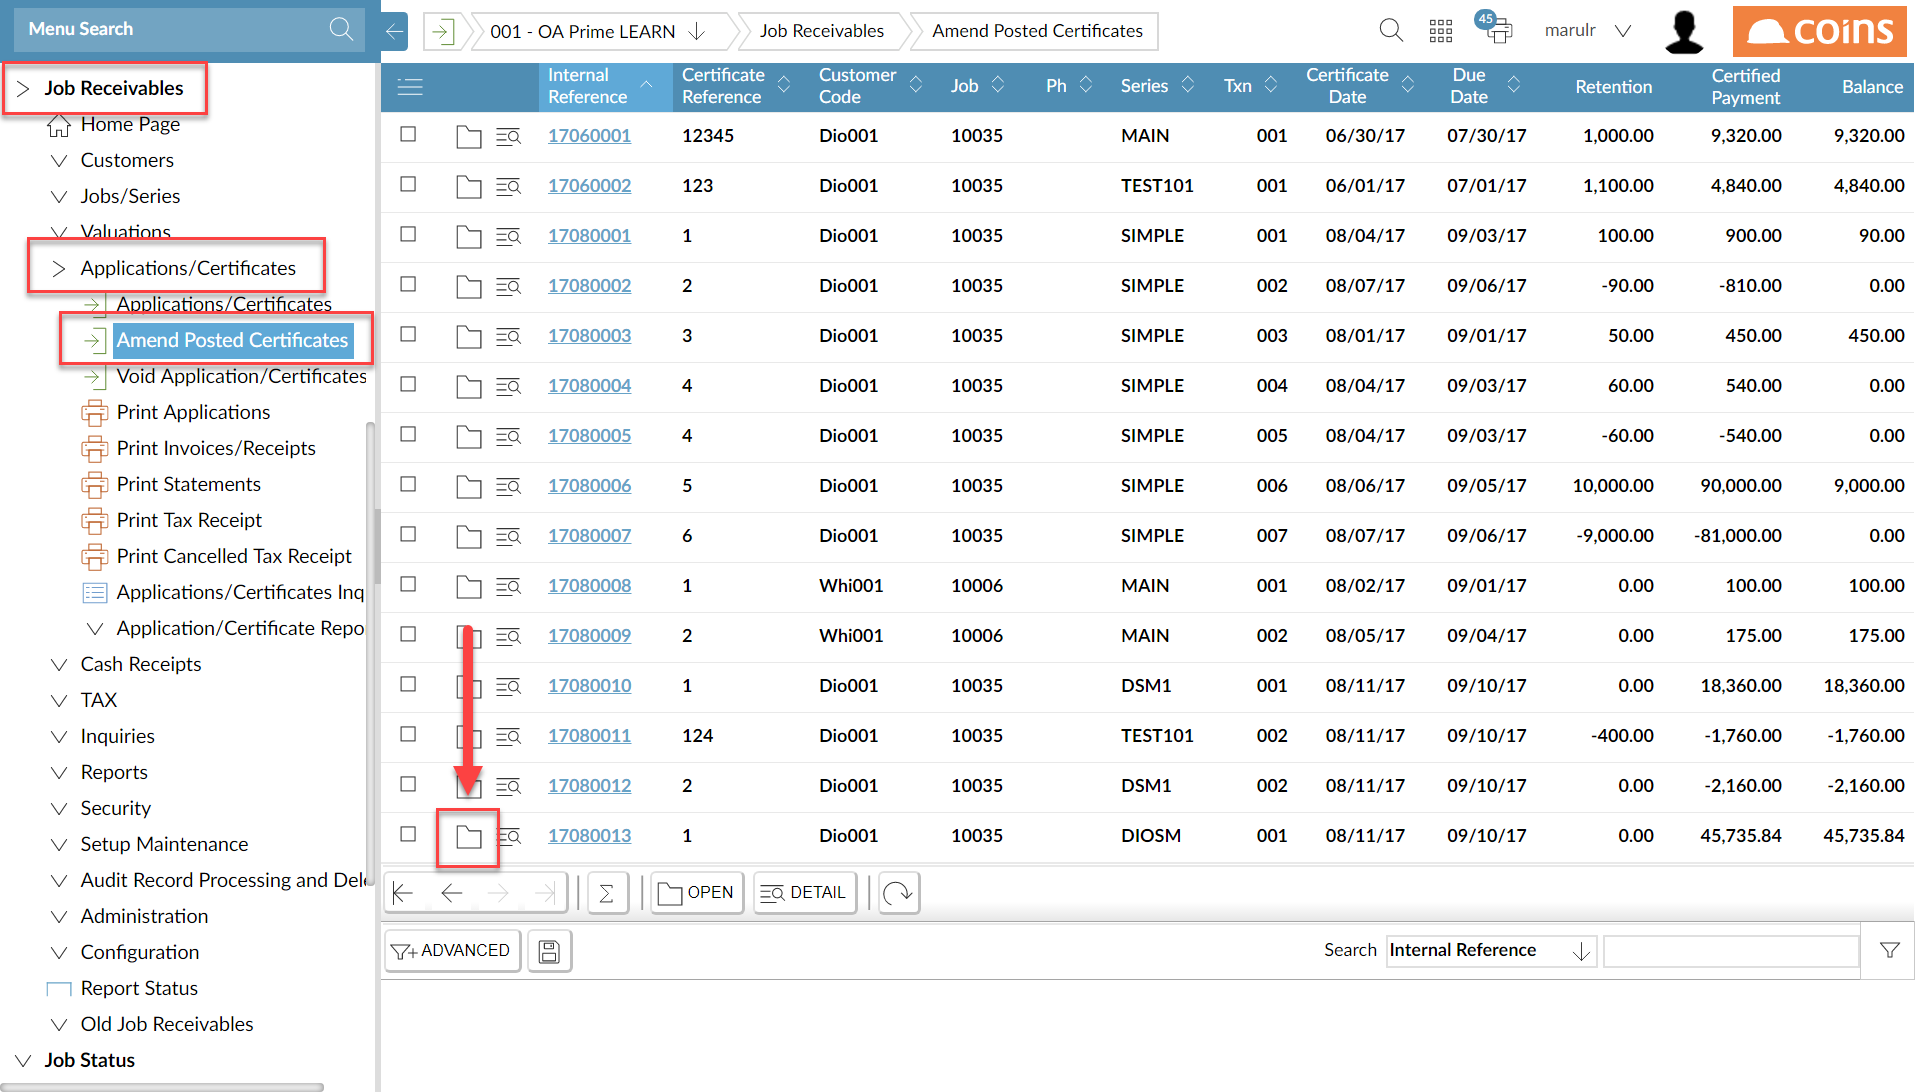 Menu Search
Job Receivables
Home Page
Customers
Jobs/Series
Valuations
Applications/Certificates
Applications/Certificates
Amend Posted Certificates
Void Application/Certificates
Print Applications
Print Invoices/Receipts
Print Statements
Print Tax Receipt
Print Cancelled Tax Receipt
Applications/Certificates Inq
Application/Certificate Repo
Cash Receipts
TAX
Inquiries
Reports
Security
Setup Maintenance
Audit Record Processing and Dele
Administration
Configuration
Report Status
Old Job Receivables
Job Status
001 - OA Prime LEARN Job Receivables Amend Posted Certificates 45 marulr coins
Internal Reference Certificate Reference Customer Code Job Ph Series Txn Certificate Date Due Date Retention Certified Payment Balance
17060001 12345 Dio001 10035 MAIN 001 06/30/17 07/30/17 1,000.00 9,320.00 9,320.00
17060002 123 Dio001 10035 TEST101 001 06/01/17 07/01/17 1,100.00 4,840.00 4,840.00
17080001 1 Dio001 10035 SIMPLE 001 08/04/17 09/03/17 100.00 900.00 90.00
17080002 2 Dio001 10035 SIMPLE 002 08/07/17 09/06/17 -90.00 -810.00 0.00
17080003 3 Dio001 10035 SIMPLE 003 08/01/17 09/01/17 50.00 450.00 450.00
17080004 4 Dio001 10035 SIMPLE 004 08/04/17 09/03/17 60.00 540.00 0.00
17080005 4 Dio001 10035 SIMPLE 005 08/04/17 09/03/17 -60.00 -540.00 0.00
17080006 5 Dio001 10035 SIMPLE 006 08/06/17 09/05/17 10,000.00 90,000.00 9,000.00
17080007 6 Dio001 10035 SIMPLE 007 08/07/17 09/06/17 -9,000.00 -81,000.00 0.00
17080008 1 Whi001 10006 MAIN 001 08/02/17 09/01/17 0.00 100.00 100.00
17080009 2 Whi001 10006 MAIN 002 08/05/17 09/04/17 0.00 175.00 175.00
17080010 1 Dio001 10035 DSM1 001 08/11/17 09/10/17 0.00 18,360.00 18,360.00
17080011 124 Dio001 10035 TEST101 002 08/11/17 09/10/17 -400.00 -1,760.00 -1,760.00
17080012 2 Dio001 10035 DSM1 002 08/11/17 09/10/17 0.00 -2,160.00 -2,160.00
17080013 1 Dio001 10035 DIOSM 001 08/11/17 09/10/17 0.00 45,735.84 45,735.84
Σ OPEN DETAIL
ADVANCED Search Internal Reference